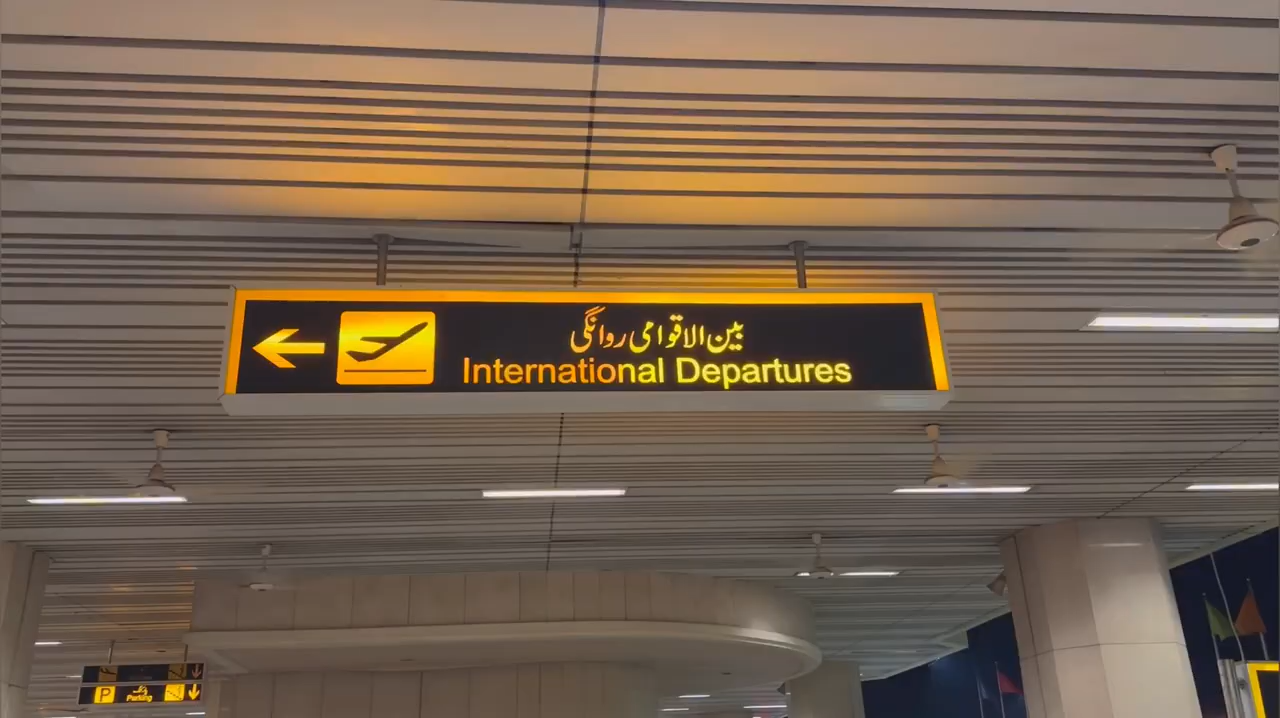 بین الاقوامی روانگی
International Departures
P
Parking